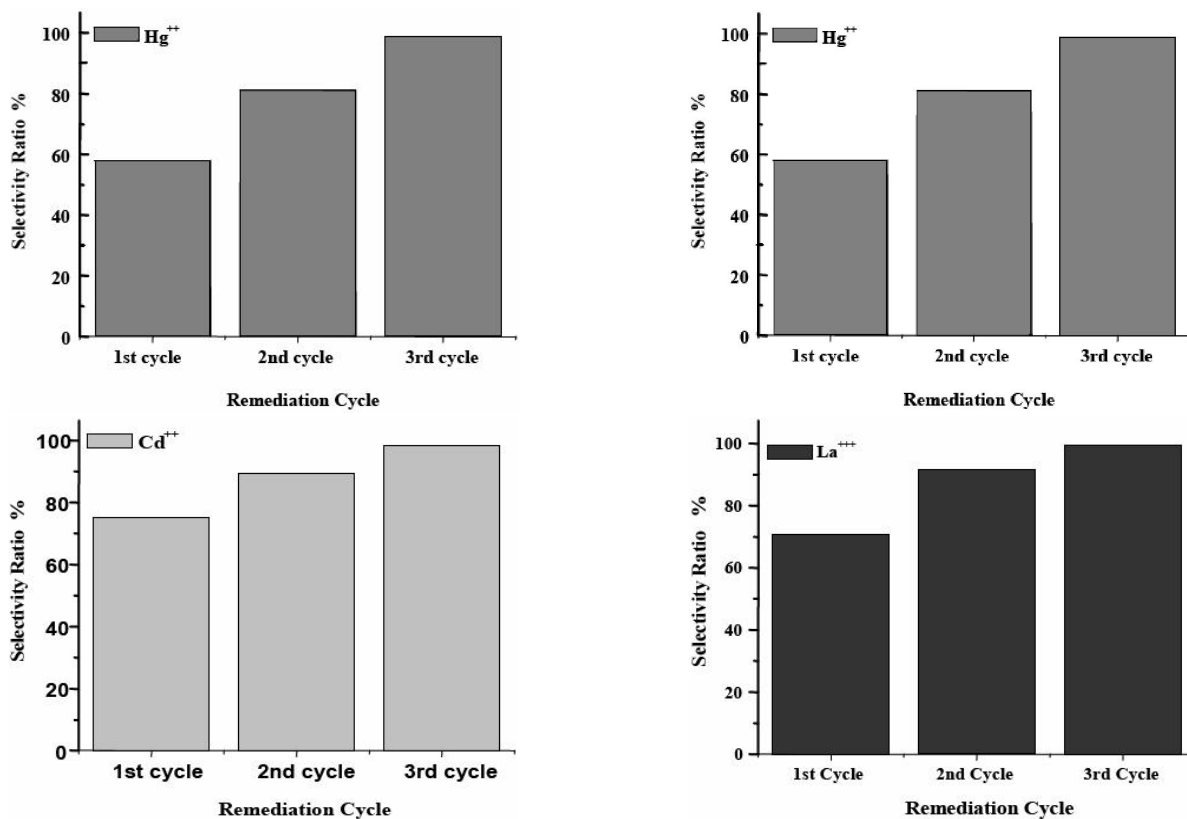 Hg++
Selectivity Ratio %
100
80
60
40
20
0
1st cycle 2nd cycle 3rd cycle
Remediation Cycle
Hg++
Selectivity Ratio %
100
80
60
40
20
0
1st cycle 2nd cycle 3rd cycle
Remediation Cycle
Cd++
Selectivity Ratio %
100
80
60
40
20
0
1st cycle 2nd cycle 3rd cycle
Remediation Cycle
La+++
Selectivity Ratio %
100
80
60
40
20
0
1st Cycle 2nd Cycle 3rd Cycle
Remediation Cycle